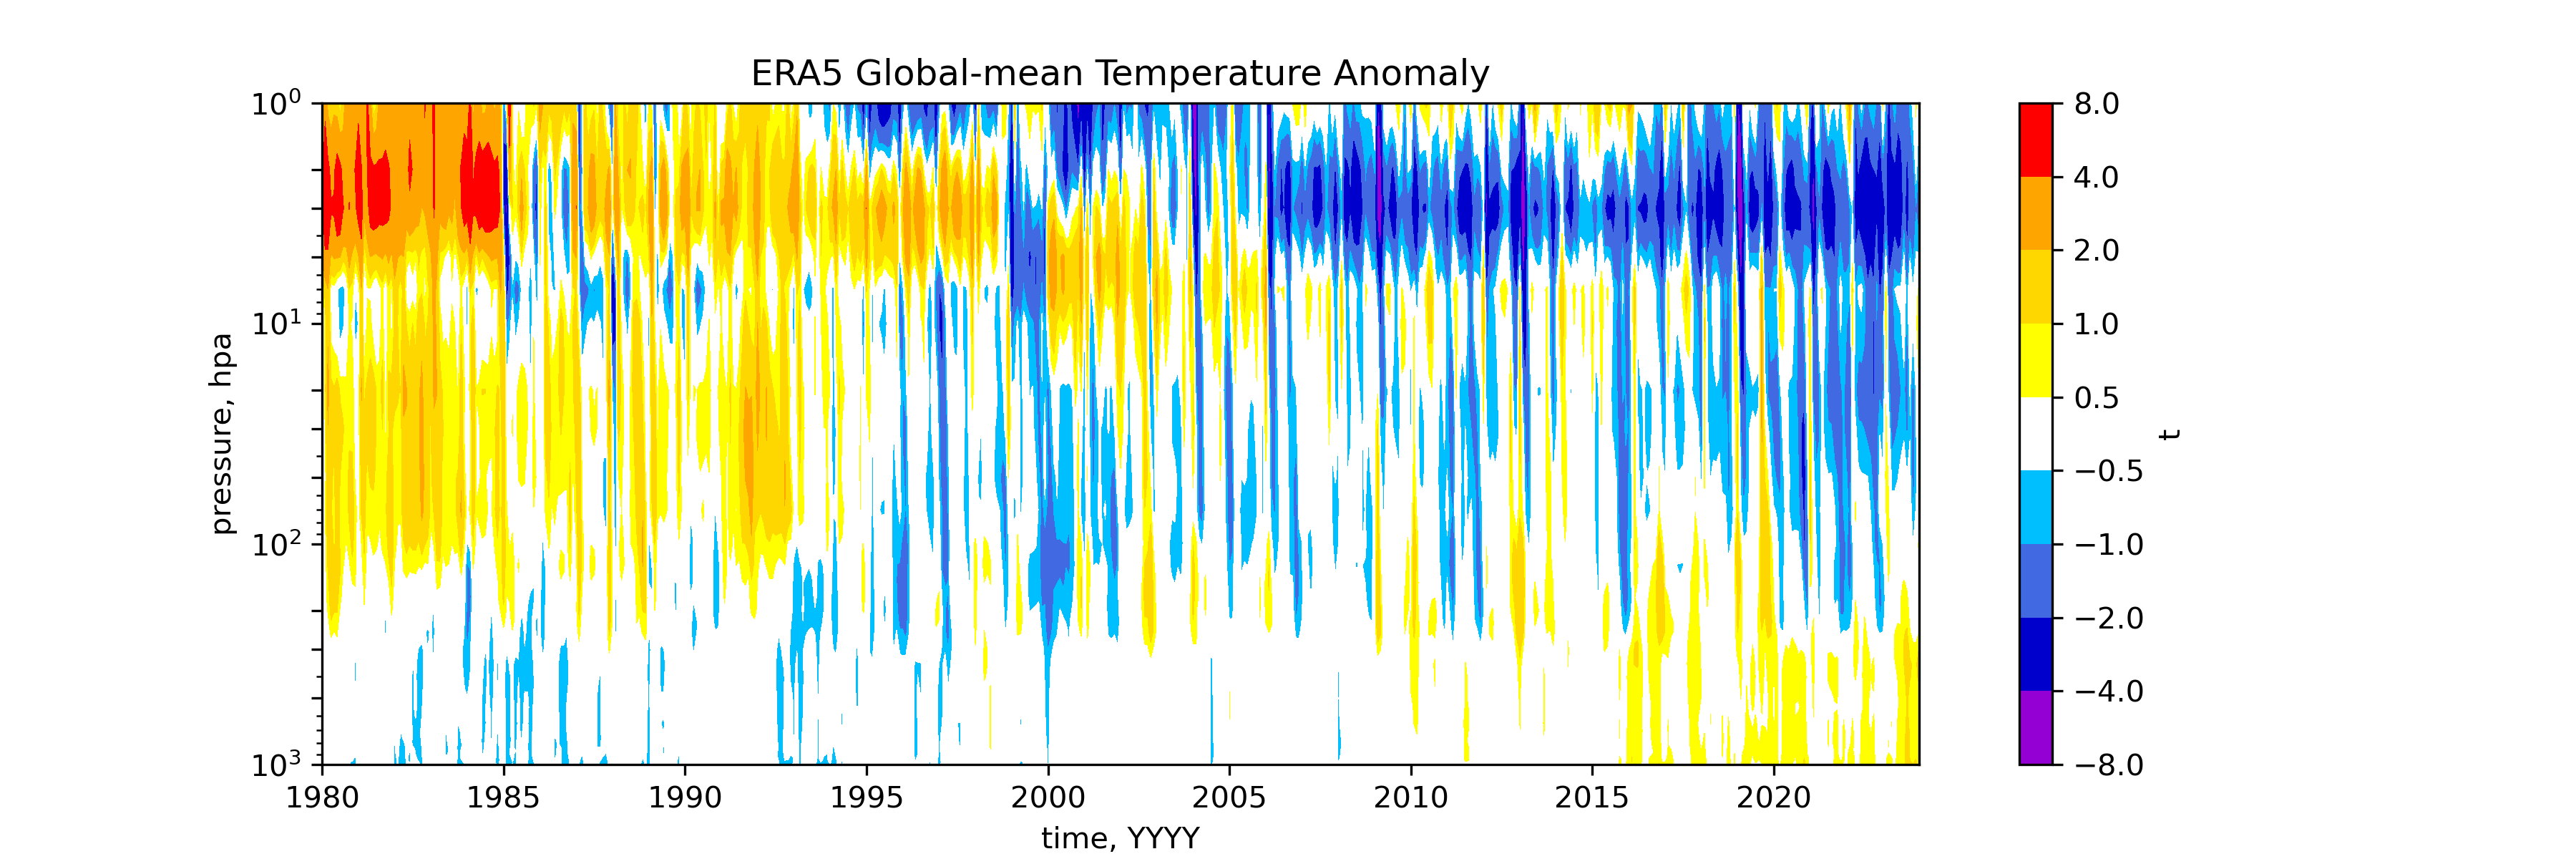 ERA5 Global-mean Temperature Anomaly
10⁰
10¹
10²
10³
pressure, hpa
1980 1985 1990 1995 2000 2005 2010 2015 2020
time, YYYY
8.0
4.0
2.0
1.0
0.5
−0.5
−1.0
−2.0
−4.0
−8.0
t